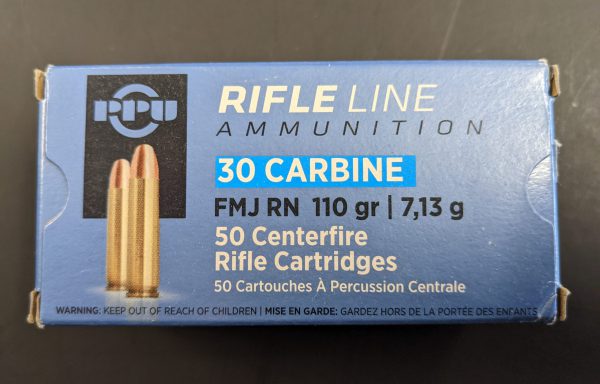 PPU
RIFLE LINE
AMMUNITION
30 CARBINE
FMJ RN 110 gr | 7,13 g
50 Centerfire
Rifle Cartridges
50 Cartouches À Percussion Centrale
WARNING: KEEP OUT OF REACH OF CHILDREN | MISE EN GARDE: GARDEZ HORS DE LA PORTÉE DES ENFANTS